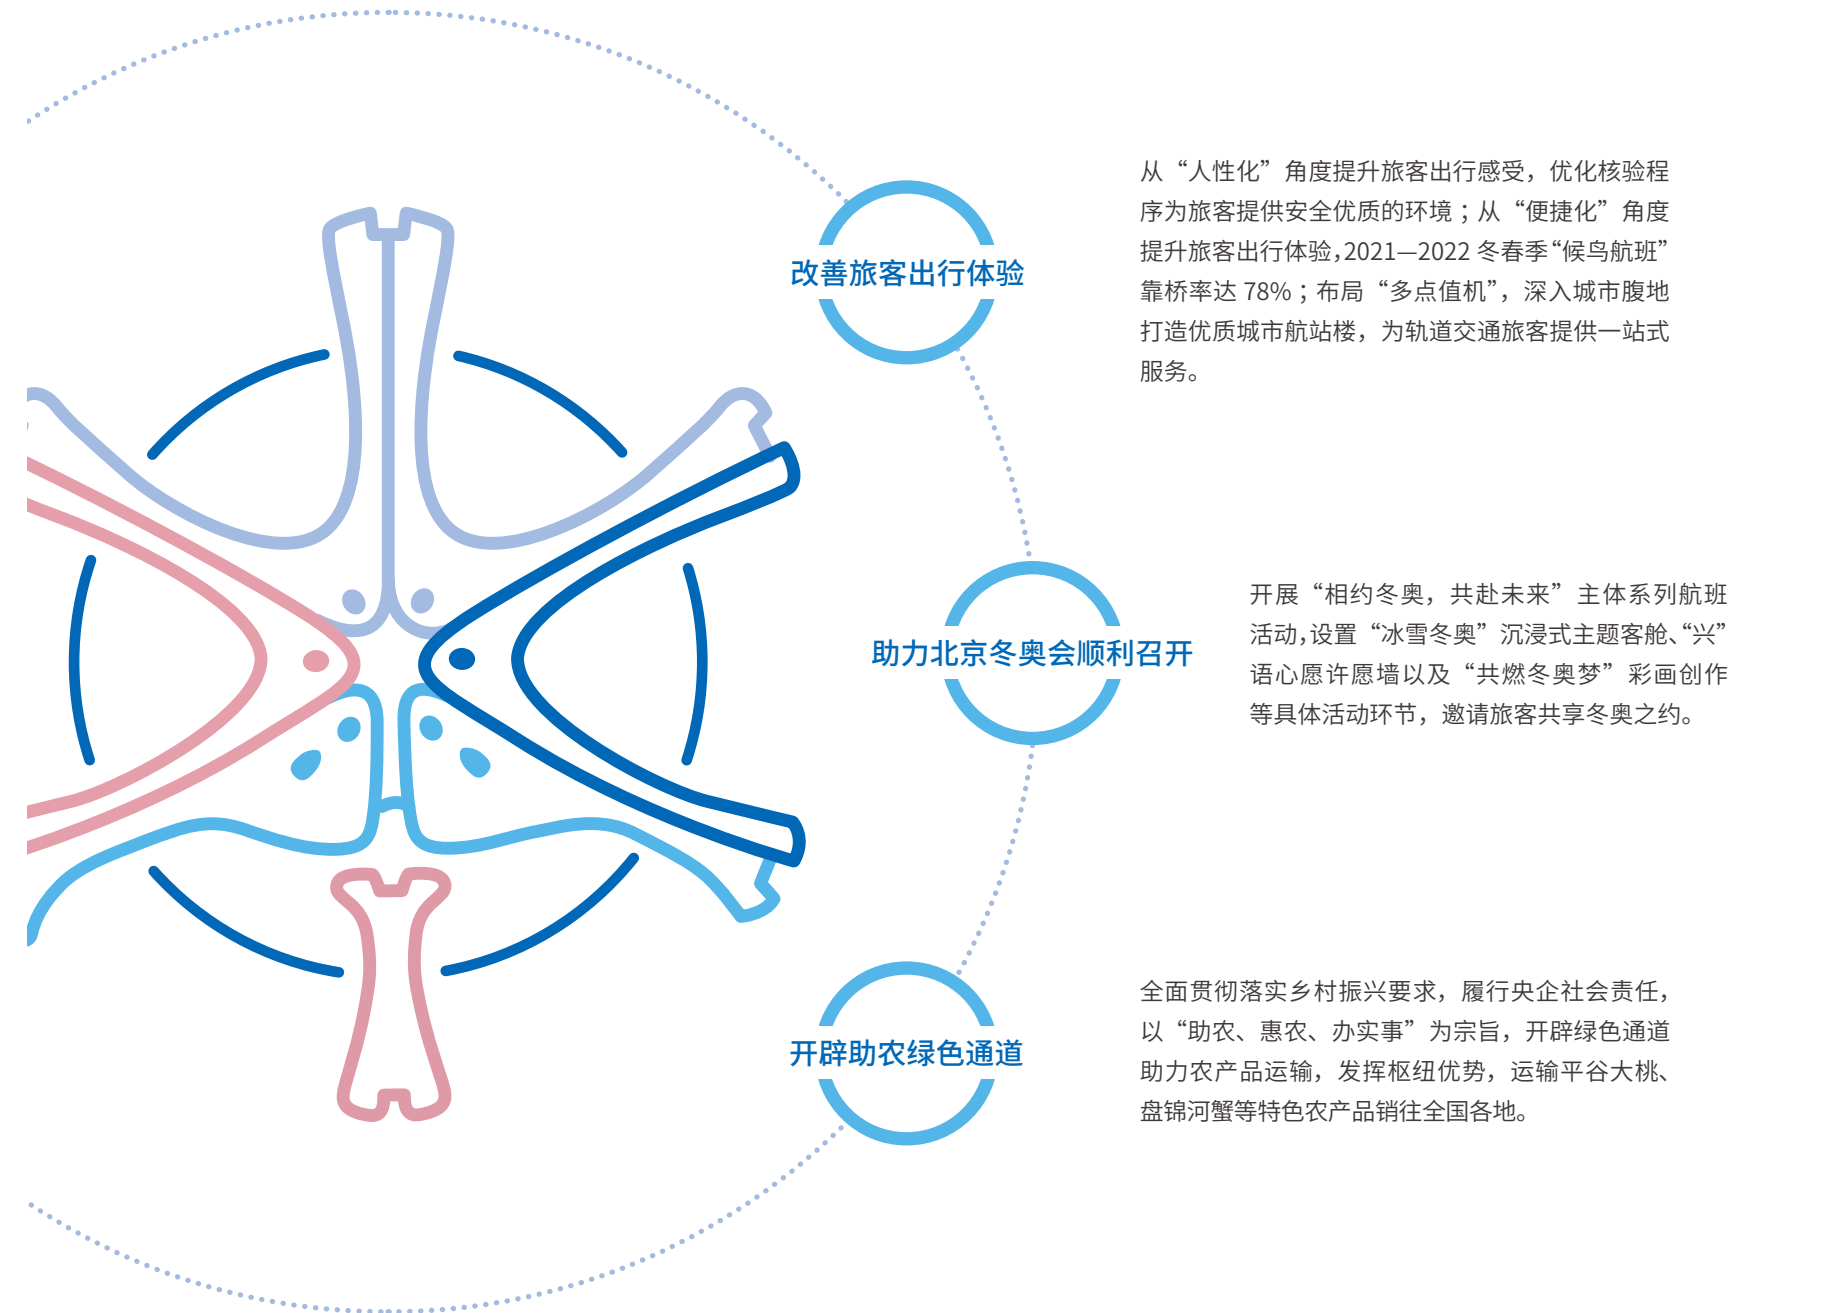 改善旅客出行体验
从“人性化”角度提升旅客出行感受，优化核验程
序为旅客提供安全优质的环境；从“便捷化”角度
提升旅客出行体验，2021—2022 冬春季“候鸟航班”
靠桥率达 78%；布局“多点值机”，深入城市腹地
打造优质城市航站楼，为轨道交通旅客提供一站式
服务。
助力北京冬奥会顺利召开
开展“相约冬奥，共赴未来”主体系列航班
活动，设置“冰雪冬奥”沉浸式主题客舱、“兴”
语心愿许愿墙以及“共燃冬奥梦”彩画创作
等具体活动环节，邀请旅客共享冬奥之约。
开辟助农绿色通道
全面贯彻落实乡村振兴要求，履行央企社会责任，
以“助农、惠农、办实事”为宗旨，开辟绿色通道
助力农产品运输，发挥枢纽优势，运输平谷大桃、
盘锦河蟹等特色农产品销往全国各地。